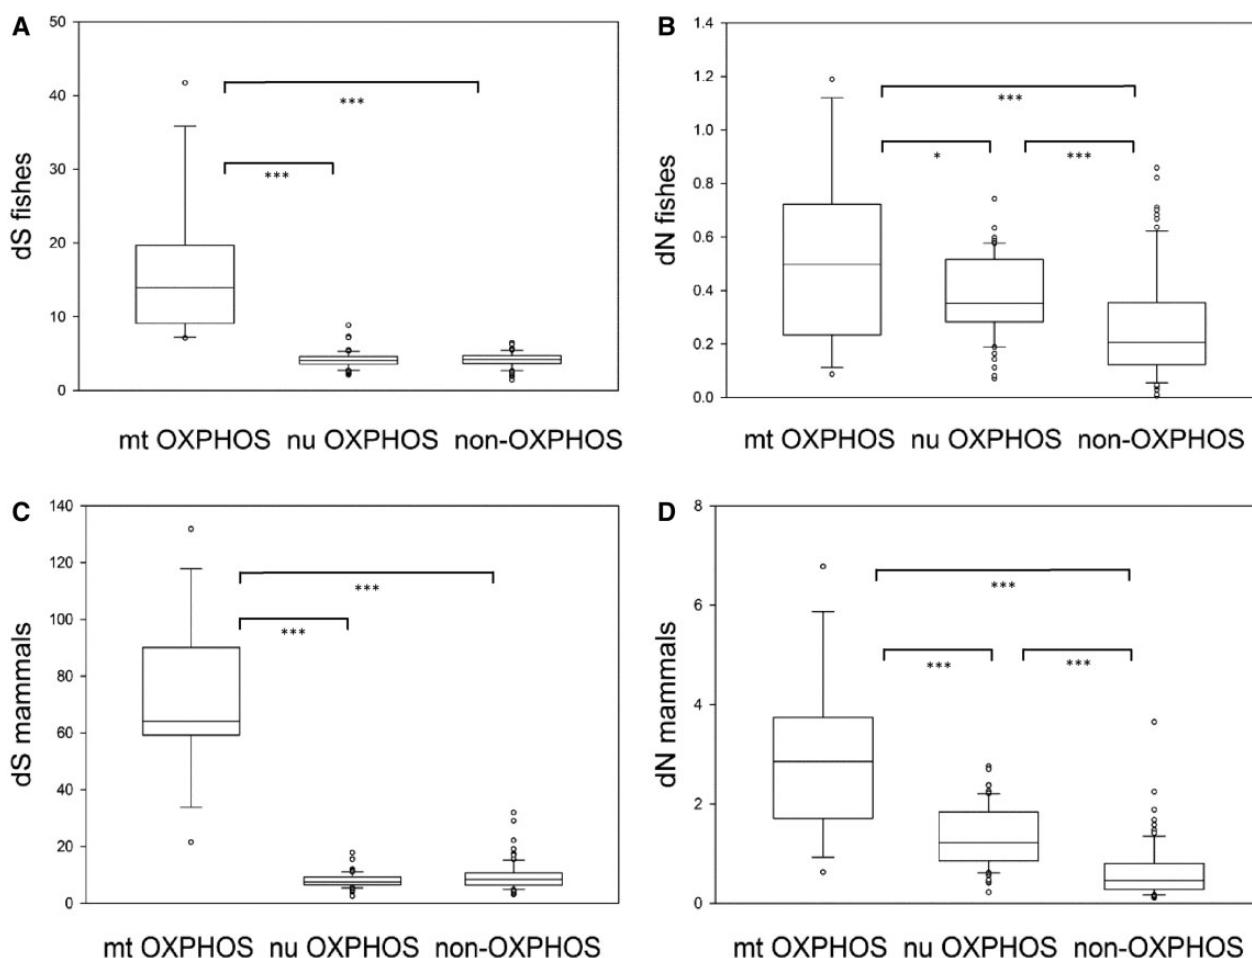 A
dS fishes
50
40
30
20
10
0
***
***
mt OXPHOS nu OXPHOS non-OXPHOS
B
dN fishes
1.4
1.2
1.0
0.8
0.6
0.4
0.2
0.0
***
* ***
mt OXPHOS nu OXPHOS non-OXPHOS
C
dS mammals
140
120
100
80
60
40
20
0
***
***
mt OXPHOS nu OXPHOS non-OXPHOS
D
dN mammals
8
6
4
2
0
***
*** ***
mt OXPHOS nu OXPHOS non-OXPHOS